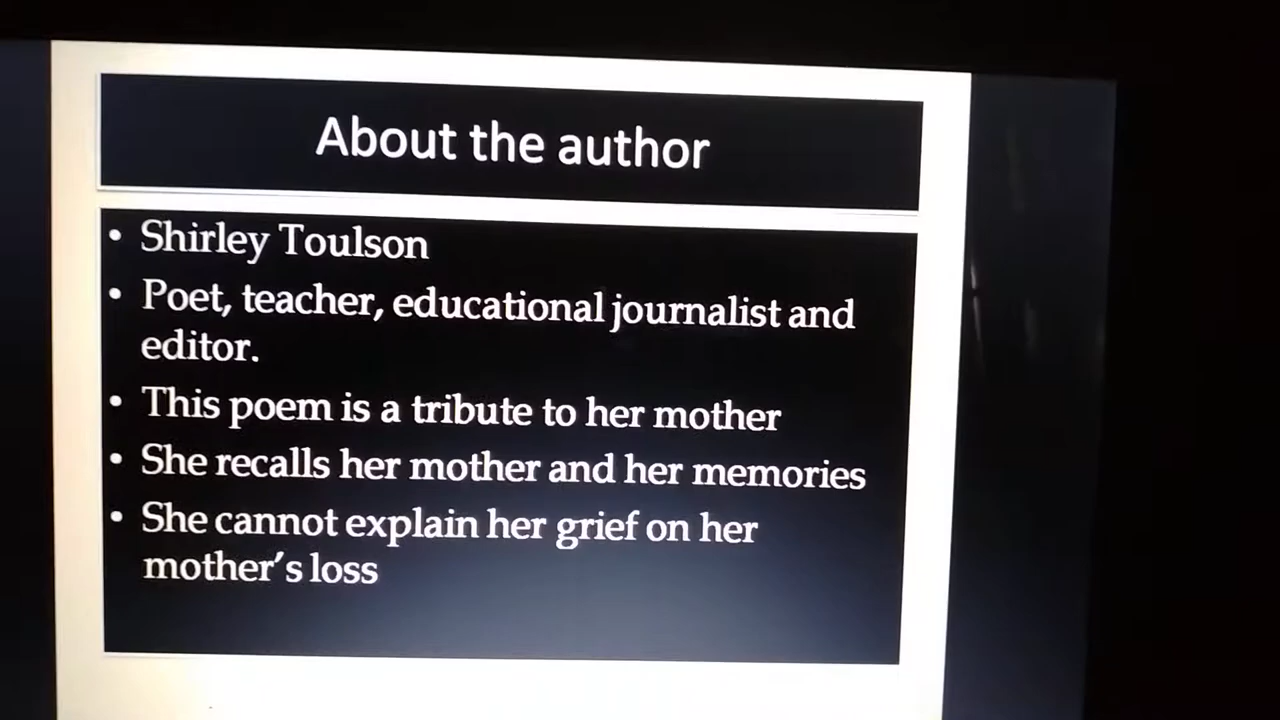 About the author
• Shirley Toulson
• Poet, teacher, educational journalist and
editor.
• This poem is a tribute to her mother
• She recalls her mother and her memories
• She cannot explain her grief on her
mother's loss